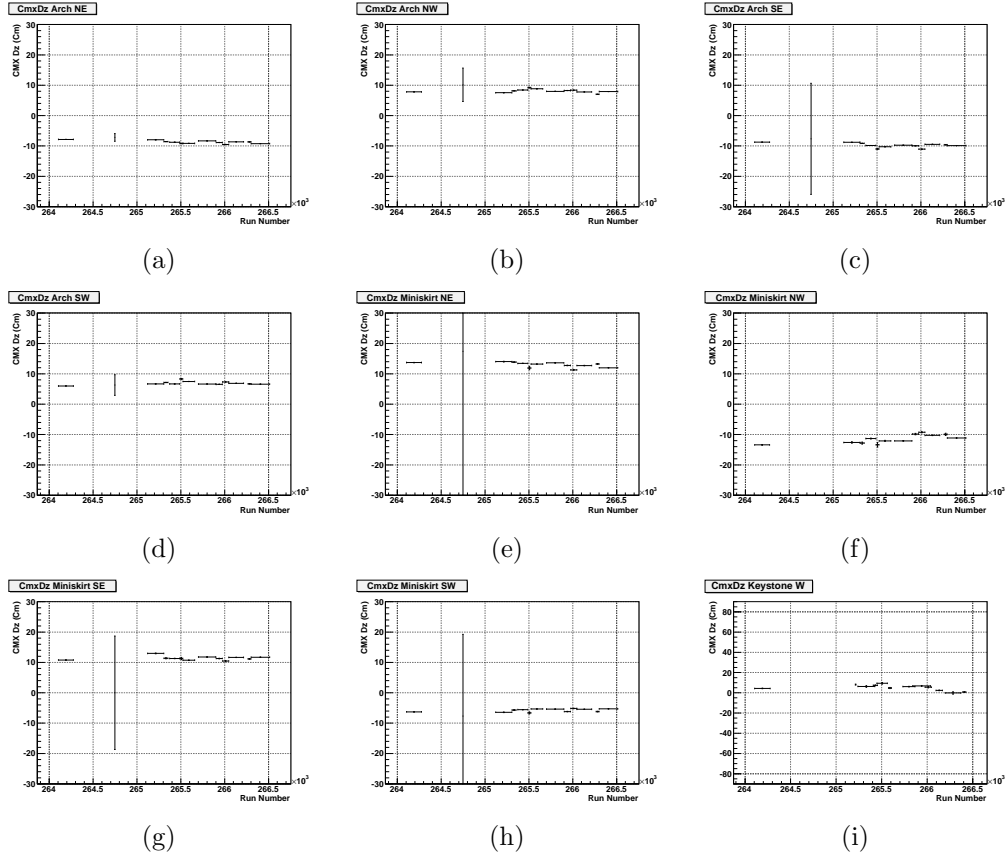 CmxDz Arch NE
CMX Dz (Cm)
30
20
10
0
-10
-20
-30
264 264.5 265 265.5 266 266.5
×10³
Run Number
(a)
CmxDz Arch NW
CMX Dz (Cm)
30
20
10
0
-10
-20
-30
264 264.5 265 265.5 266 266.5
×10³
Run Number
(b)
CmxDz Arch SE
CMX Dz (Cm)
30
20
10
0
-10
-20
-30
264 264.5 265 265.5 266 266.5
×10³
Run Number
(c)
CmxDz Arch SW
CMX Dz (Cm)
30
20
10
0
-10
-20
-30
264 264.5 265 265.5 266 266.5
×10³
Run Number
(d)
CmxDz Miniskirt NE
CMX Dz (Cm)
30
20
10
0
-10
-20
-30
264 264.5 265 265.5 266 266.5
×10³
Run Number
(e)
CmxDz Miniskirt NW
CMX Dz (Cm)
30
20
10
0
-10
-20
-30
264 264.5 265 265.5 266 266.5
×10³
Run Number
(f)
CmxDz Miniskirt SE
CMX Dz (Cm)
30
20
10
0
-10
-20
-30
264 264.5 265 265.5 266 266.5
×10³
Run Number
(g)
CmxDz Miniskirt SW
CMX Dz (Cm)
30
20
10
0
-10
-20
-30
264 264.5 265 265.5 266 266.5
×10³
Run Number
(h)
CmxDz Keystone W
CMX Dz (Cm)
80
60
40
20
0
-20
-40
-60
-80
264 264.5 265 265.5 266 266.5
×10³
Run Number
(i)